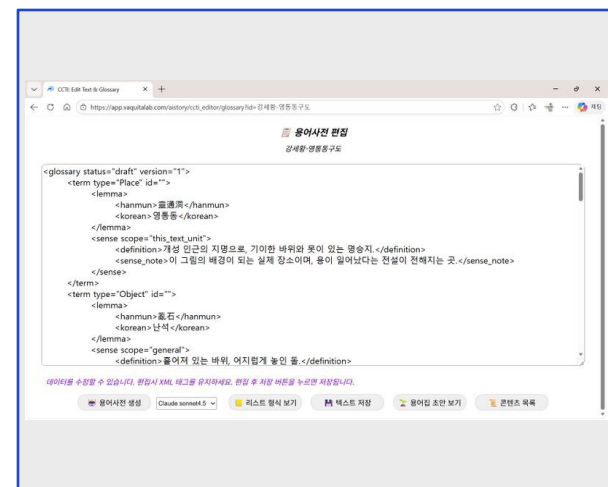 CCTI: Edit Text & Glossary
https://app.vaquitalab.com/aistory/ccti_editor/glossary?id=강세황-영통동구도
채팅
용어사전 편집
강세황-영통동구도
<glossary status="draft" version="1">
<term type="Place" id="">
<lemma>
<hanmun>靈通洞</hanmun>
<korean>영통동</korean>
</lemma>
<sense scope="this_text_unit">
<definition>개성 인근의 지명으로, 기이한 바위와 못이 있는 명승지.</definition>
<sense_note>이 그림의 배경이 되는 실제 장소이며, 용이 일어났다는 전설이 전해지는 곳.</sense_note>
</sense>
</term>
<term type="Object" id="">
<lemma>
<hanmun>亂石</hanmun>
<korean>난석</korean>
</lemma>
<sense scope="general">
<definition>흩어져 있는 바위, 어지럽게 놓인 돌.</definition>
데이터를 수정할 수 있습니다. 편집시 XML 태그를 유지하세요. 편집 후 저장 버튼을 누르면 저장됩니다.
용어사전 생성 Claude sonnet4.5 리스트 형식 보기 텍스트 저장 용어집 초안 보기 콘텐츠 목록